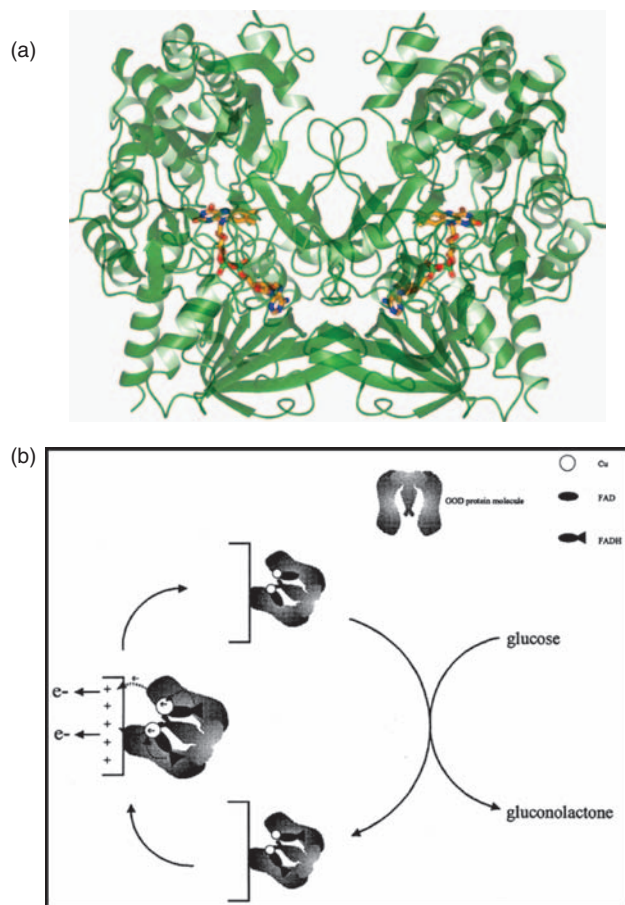 (a)
(b)
Cu
GOD protein molecule
FAD
FADH
glucose
e-
e-
gluconolactone